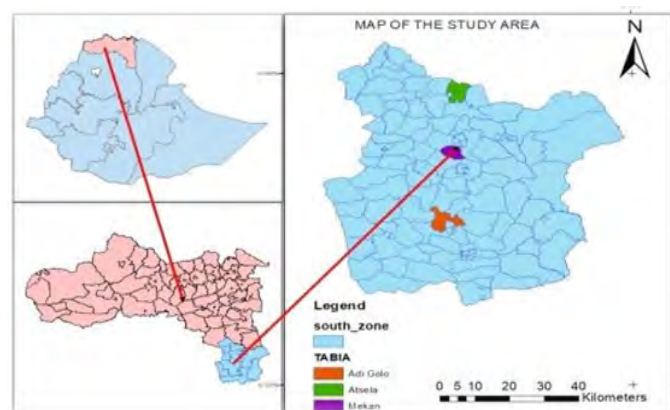 MAP OF THE STUDY AREA
N
Legend
south_zone
TABIA
Adi Golo
Atsela
Mekan
0 5 10 20 30 40
Kilometers